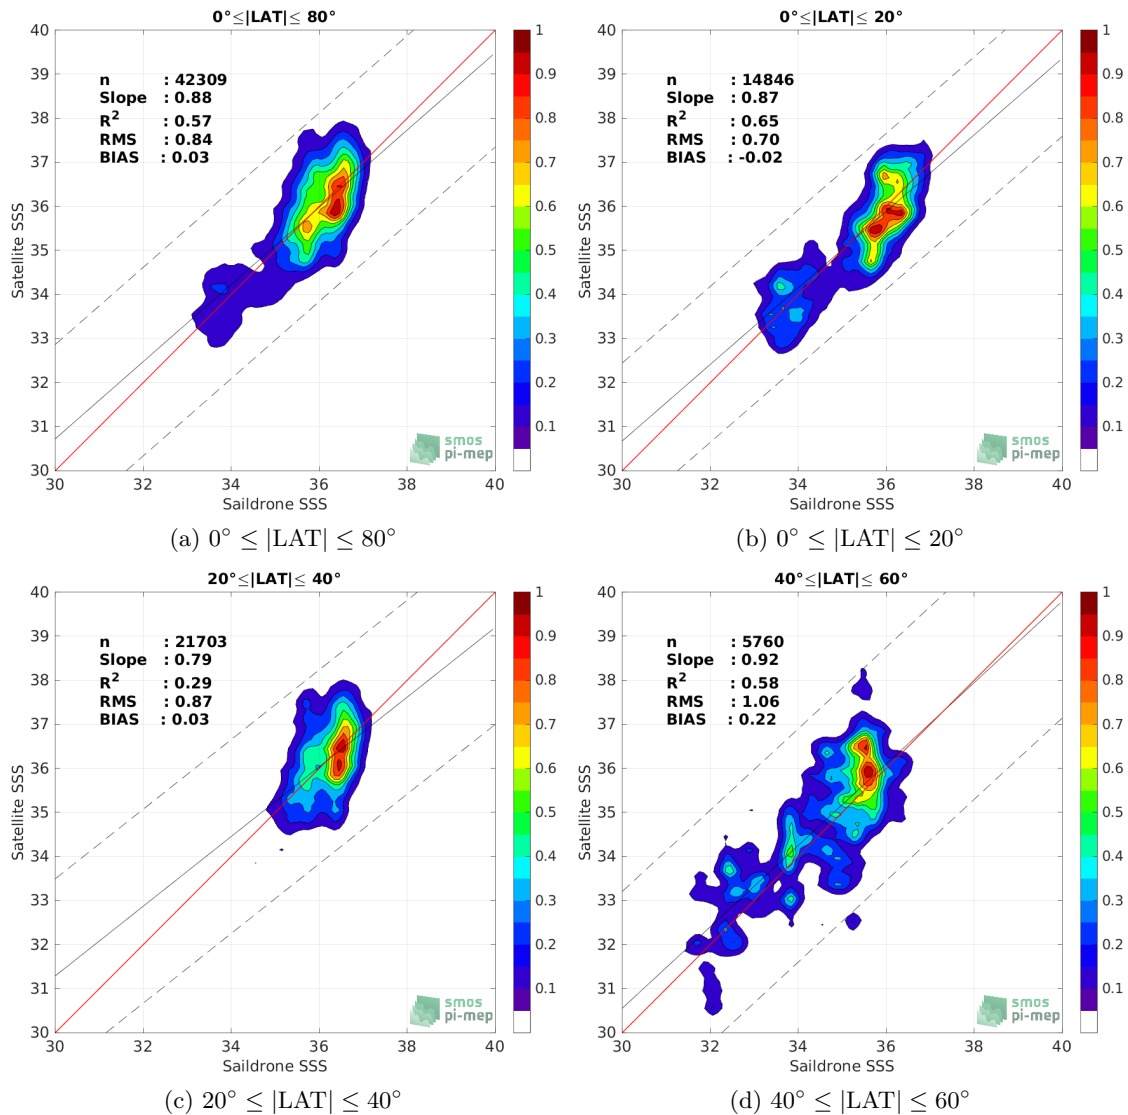 0°≤|LAT|≤ 80°
40
39
38
37
36
35
34
33
32
31
30
Satellite SSS
n : 42309
Slope : 0.88
R² : 0.57
RMS : 0.84
BIAS : 0.03
smos
pi-mep
30 32 34 36 38 40
Saildrone SSS
1
0.9
0.8
0.7
0.6
0.5
0.4
0.3
0.2
0.1
(a) 0° ≤ |LAT| ≤ 80°
0°≤|LAT|≤ 20°
40
39
38
37
36
35
34
33
32
31
30
Satellite SSS
n : 14846
Slope : 0.87
R² : 0.65
RMS : 0.70
BIAS : -0.02
smos
pi-mep
30 32 34 36 38 40
Saildrone SSS
1
0.9
0.8
0.7
0.6
0.5
0.4
0.3
0.2
0.1
(b) 0° ≤ |LAT| ≤ 20°
20°≤|LAT|≤ 40°
40
39
38
37
36
35
34
33
32
31
30
Satellite SSS
n : 21703
Slope : 0.79
R² : 0.29
RMS : 0.87
BIAS : 0.03
smos
pi-mep
30 32 34 36 38 40
Saildrone SSS
1
0.9
0.8
0.7
0.6
0.5
0.4
0.3
0.2
0.1
(c) 20° ≤ |LAT| ≤ 40°
40°≤|LAT|≤ 60°
40
39
38
37
36
35
34
33
32
31
30
Satellite SSS
n : 5760
Slope : 0.92
R² : 0.58
RMS : 1.06
BIAS : 0.22
smos
pi-mep
30 32 34 36 38 40
Saildrone SSS
1
0.9
0.8
0.7
0.6
0.5
0.4
0.3
0.2
0.1
(d) 40° ≤ |LAT| ≤ 60°